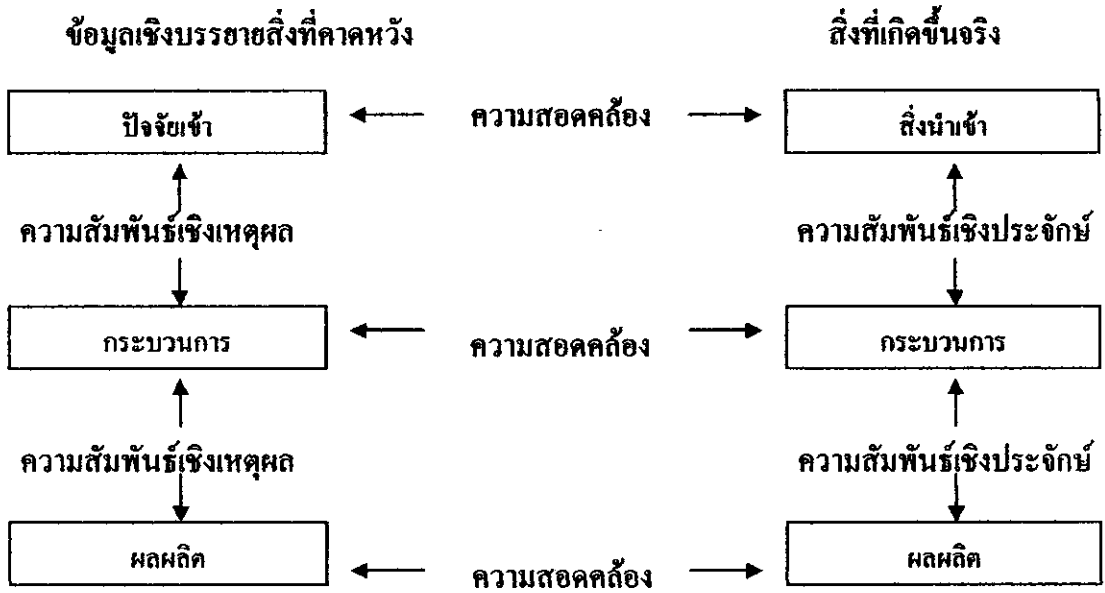 ข้อมูลเชิงบรรยายสิ่งที่คาดหวัง สิ่งที่เกิดขึ้นจริง
ปัจจัยเข้า ความสอดคล้อง สิ่งนำเข้า
ความสัมพันธ์เชิงเหตุผล ความสัมพันธ์เชิงประจักษ์
กระบวนการ ความสอดคล้อง กระบวนการ
ความสัมพันธ์เชิงเหตุผล ความสัมพันธ์เชิงประจักษ์
ผลผลิต ความสอดคล้อง ผลผลิต